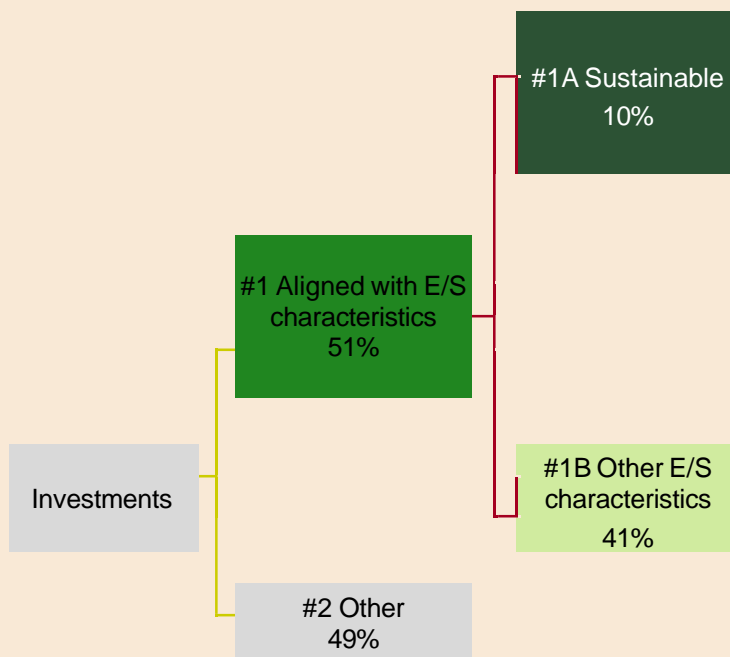 #1A Sustainable
10%
#1 Aligned with E/S
characteristics
51%
Investments
#1B Other E/S
characteristics
41%
#2 Other
49%